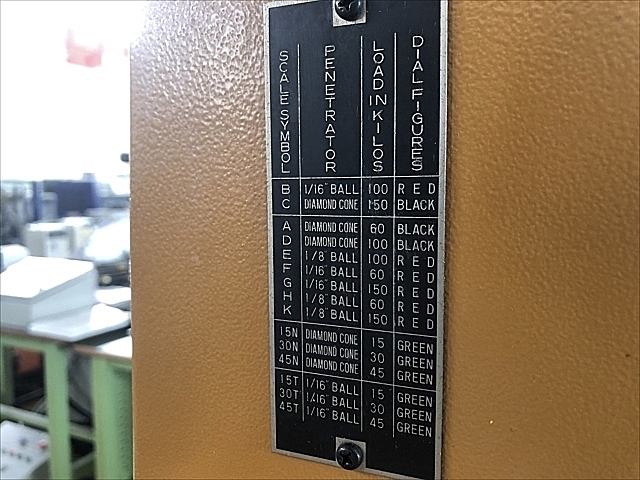 SCALE SYMBOL PENETRATOR LOAD IN KILOS DIAL FIGURES
B 1/16" BALL 100 RED
C DIAMOND CONE 150 BLACK
A DIAMOND CONE 60 BLACK
D DIAMOND CONE 100 BLACK
E 1/8" BALL 100 RED
F 1/16" BALL 60 RED
G 1/16" BALL 150 RED
H 1/8" BALL 60 RED
K 1/8" BALL 150 RED
15N DIAMOND CONE 15 GREEN
30N DIAMOND CONE 30 GREEN
45N DIAMOND CONE 45 GREEN
15T 1/16" BALL 15 GREEN
30T 1/16" BALL 30 GREEN
45T 1/16" BALL 45 GREEN